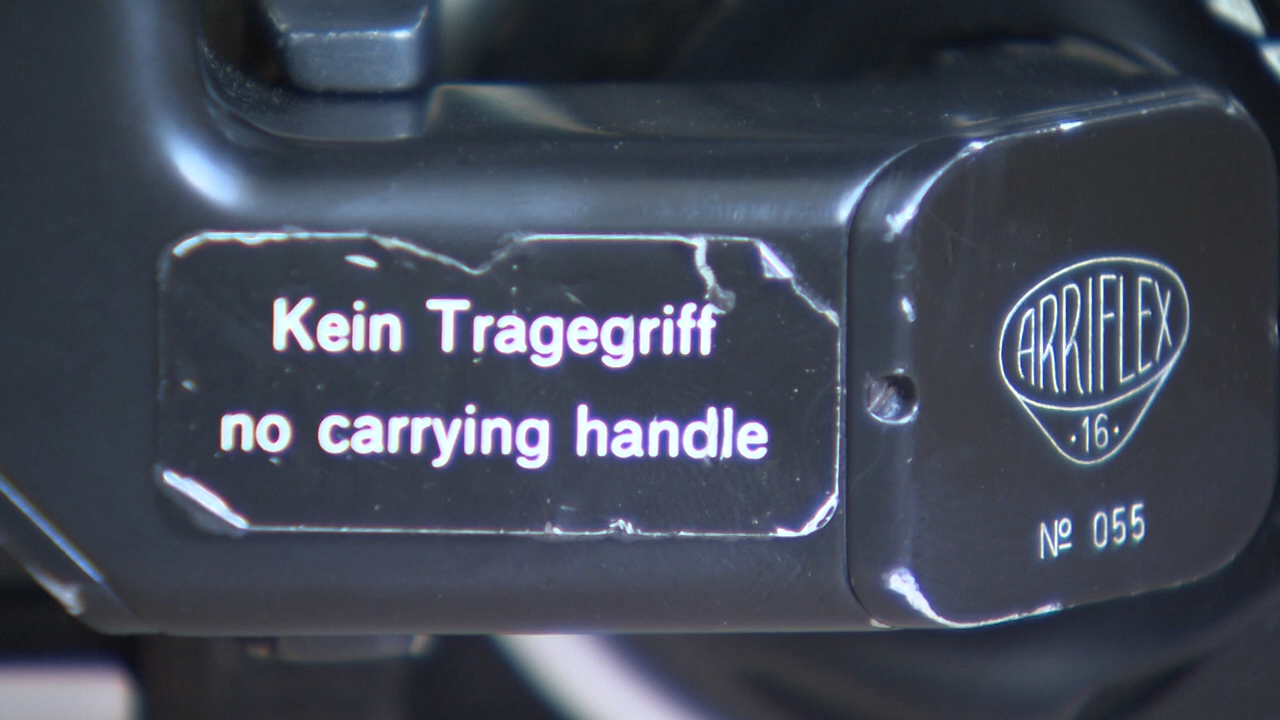 Kein Tragegriff
no carrying handle
ARRIFLEX
·16·
Nº 055